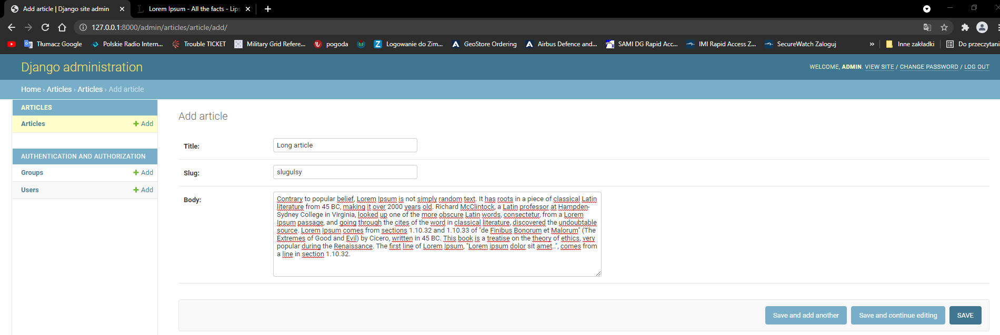 Add article | Django site admin
Lorem Ipsum - All the facts - Lips
127.0.0.1:8000/admin/articles/article/add/
Tłumacz Google
Polskie Radio Intern...
Trouble TICKET
Military Grid Refere...
pogoda
Logowanie do Zim...
GeoStore Ordering
Airbus Defence and...
SAMI DG Rapid Acc...
IMI Rapid Access Z...
SecureWatch Zaloguj
»
Inne zakładki
Do przeczytani
Django administration
WELCOME, ADMIN. VIEW SITE / CHANGE PASSWORD / LOG OUT
Home › Articles › Articles › Add article
ARTICLES
Articles
+ Add
AUTHENTICATION AND AUTHORIZATION
Groups
+ Add
Users
+ Add
Add article
Title:
Long article
Slug:
slugulsy
Body:
Contrary to popular belief, Lorem Ipsum is not simply random text. It has roots in a piece of classical Latin
literature from 45 BC, making it over 2000 years old. Richard McClintock, a Latin professor at Hampden-
Sydney College in Virginia, looked up one of the more obscure Latin words, consectetur, from a Lorem
Ipsum passage, and going through the cites of the word in classical literature, discovered the undoubtable
source. Lorem Ipsum comes from sections 1.10.32 and 1.10.33 of "de Finibus Bonorum et Malorum" (The
Extremes of Good and Evil) by Cicero, written in 45 BC. This book is a treatise on the theory of ethics, very
popular during the Renaissance. The first line of Lorem Ipsum, "Lorem ipsum dolor sit amet..", comes from
a line in section 1.10.32.
Save and add another
Save and continue editing
SAVE